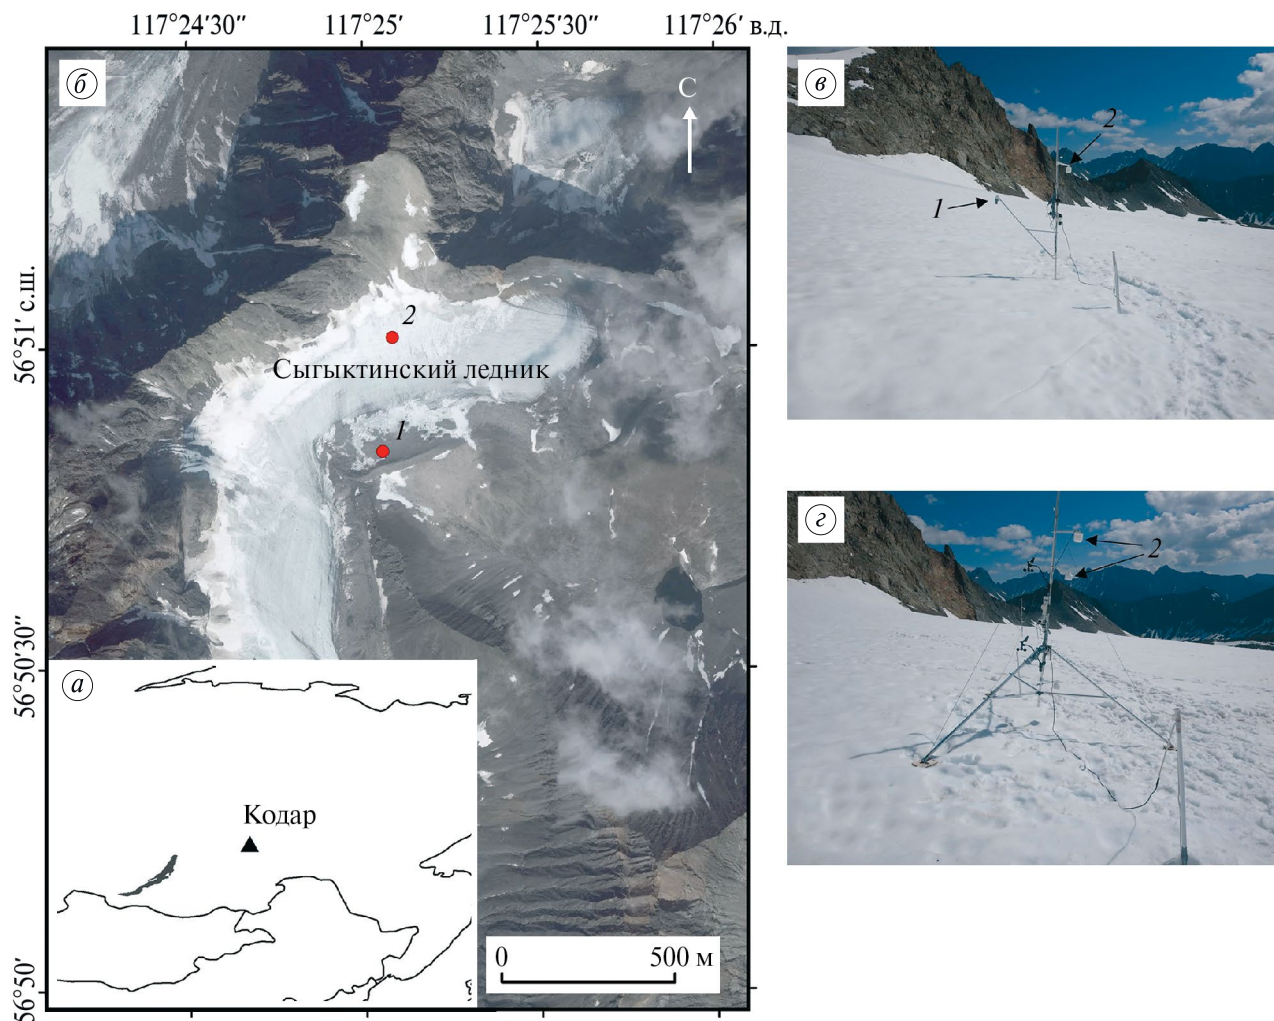 117°24′30″ 117°25′ 117°25′30″ 117°26′ в.д.
б
С
в
2
1
56°51′ с.ш.
2
Сыгыктинский ледник
1
г
2
56°50′30″
а
Кодар
0 500 м
56°50′